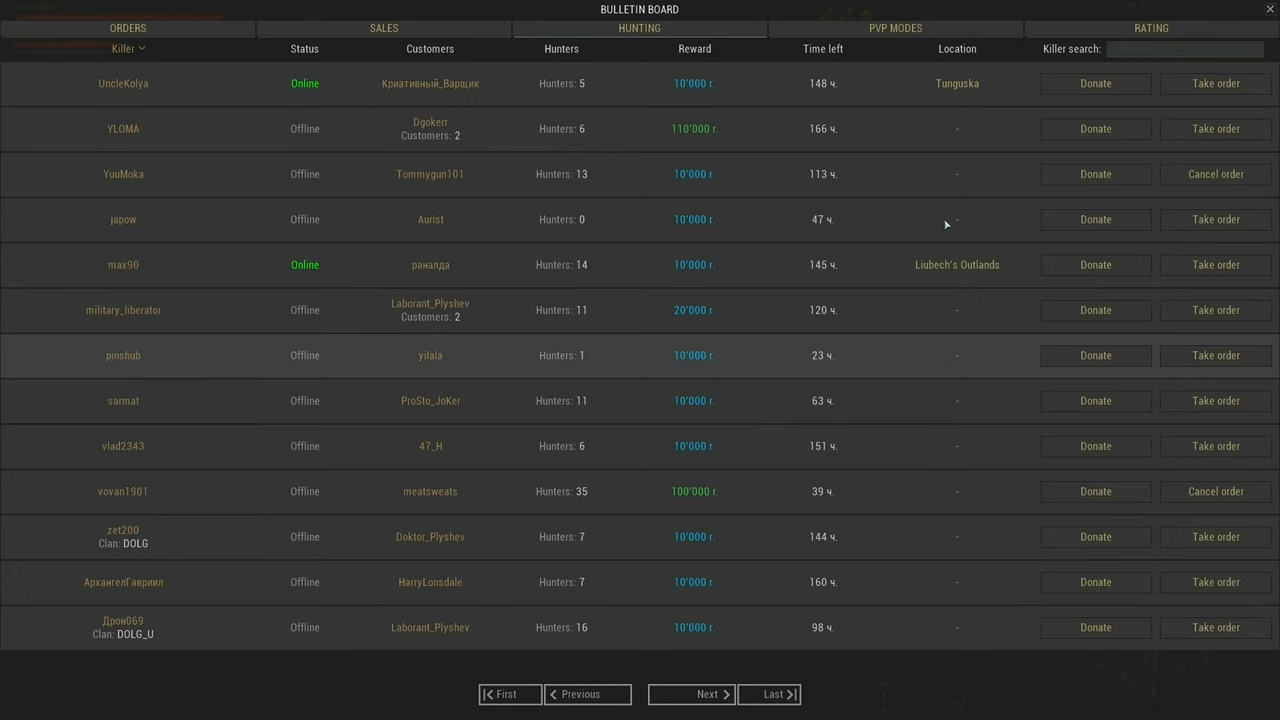 BULLETIN BOARD
ORDERS SALES HUNTING PVP MODES RATING
Killer Status Customers Hunters Reward Time left Location Killer search:
UncleKolya Online Криативный_Варщик Hunters: 5 10'000 г. 148 ч. Tunguska Donate Take order
YLOMA Offline Dgokerr Customers: 2 Hunters: 6 110'000 г. 166 ч. - Donate Take order
YuuMoka Offline Tommygun101 Hunters: 13 10'000 г. 113 ч. - Donate Cancel order
japow Offline Aurist Hunters: 0 10'000 г. 47 ч. - Donate Take order
max90 Online раналда Hunters: 14 10'000 г. 145 ч. Liubech's Outlands Donate Take order
military_liberator Offline Laborant_Plyshev Customers: 2 Hunters: 11 20'000 г. 120 ч. - Donate Take order
pinshub Offline yilala Hunters: 1 10'000 г. 23 ч. - Donate Take order
sarmat Offline ProSto_JoKer Hunters: 11 10'000 г. 63 ч. - Donate Take order
vlad2343 Offline 47_H Hunters: 6 10'000 г. 151 ч. - Donate Take order
vovan1901 Offline meatsweats Hunters: 35 100'000 г. 39 ч. - Donate Cancel order
zet200 Clan: DOLG Offline Doktor_Plyshev Hunters: 7 10'000 г. 144 ч. - Donate Take order
АрхангелГавриил Offline HarryLonsdale Hunters: 7 10'000 г. 160 ч. - Donate Take order
Дрон069 Clan: DOLG_U Offline Laborant_Plyshev Hunters: 16 10'000 г. 98 ч. - Donate Take order
First Previous Next Last